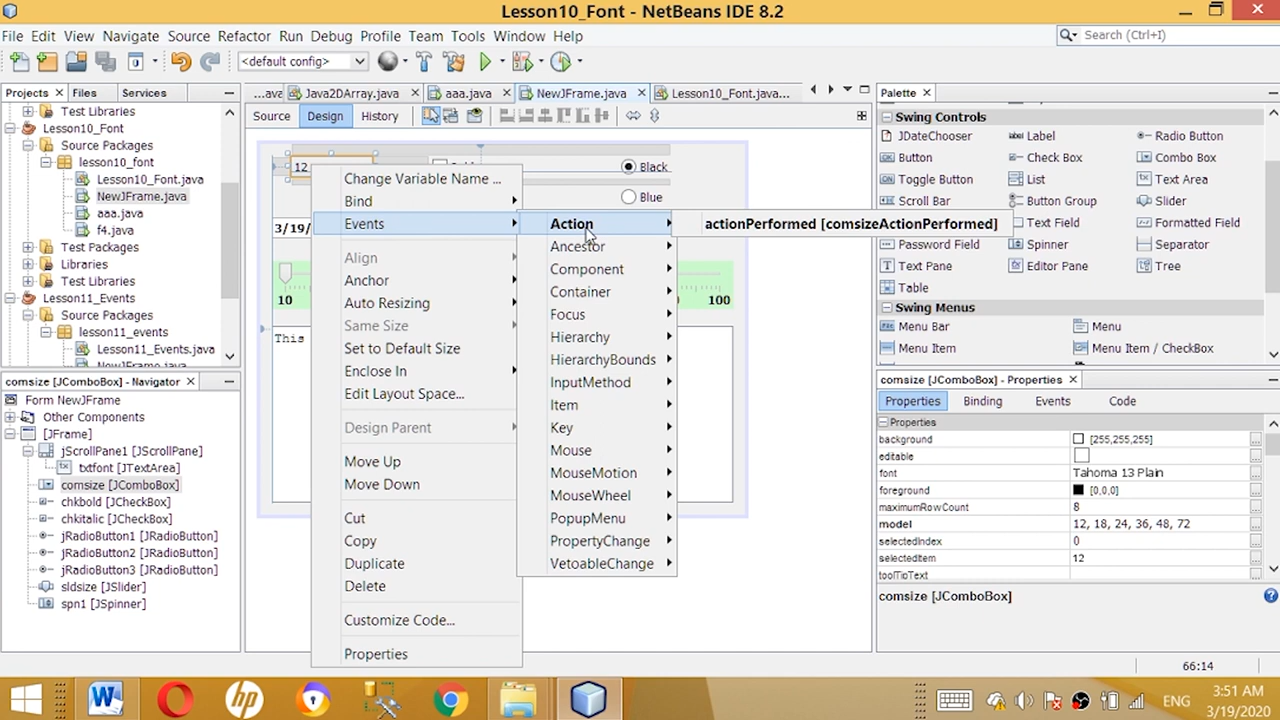 Lesson10_Font - NetBeans IDE 8.2
File Edit View Navigate Source Refactor Run Debug Profile Team Tools Window Help
Search (Ctrl+I)
<default config>
Projects Files Services
Test Libraries
Lesson10_Font
Source Packages
lesson10_font
Lesson10_Font.java
NewJFrame.java
aaa.java
f4.java
Test Packages
Libraries
Test Libraries
Lesson11_Events
Source Packages
lesson11_events
Lesson11_Events.java
comsize [JComboBox] - Navigator
Form NewJFrame
Other Components
[JFrame]
jScrollPane1 [JScrollPane]
txtfont [JTextArea]
comsize [JComboBox]
chkbold [JCheckBox]
chkitalic [JCheckBox]
jRadioButton1 [JRadioButton]
jRadioButton2 [JRadioButton]
jRadioButton3 [JRadioButton]
sldsize [JSlider]
spn1 [JSpinner]
...ava Java2DArray.java aaa.java NewJFrame.java Lesson10_Font.java...
Source Design History
12
Black
Blue
3/19/
10
100
This
Change Variable Name ...
Bind
Events
Align
Anchor
Auto Resizing
Same Size
Set to Default Size
Enclose In
Edit Layout Space...
Design Parent
Move Up
Move Down
Cut
Copy
Duplicate
Delete
Customize Code...
Properties
Action
Ancestor
Component
Container
Focus
Hierarchy
HierarchyBounds
InputMethod
Item
Key
Mouse
MouseMotion
MouseWheel
PopupMenu
PropertyChange
VetoableChange
actionPerformed [comsizeActionPerformed]
Palette
Swing Controls
JDateChooser Label Radio Button
Button Check Box Combo Box
Toggle Button List Text Area
Scroll Bar Button Group Slider
Text Field Formatted Field
Password Field Spinner Separator
Text Pane Editor Pane Tree
Table
Swing Menus
Menu Bar Menu
Menu Item Menu Item / CheckBox
comsize [JComboBox] - Properties
Properties Binding Events Code
Properties
background [255,255,255]
editable
font Tahoma 13 Plain
foreground [0,0,0]
maximumRowCount 8
model 12, 18, 24, 36, 48, 72
selectedIndex 0
selectedItem 12
toolTipText
comsize [JComboBox]
66:14
ENG
3:51 AM
3/19/2020